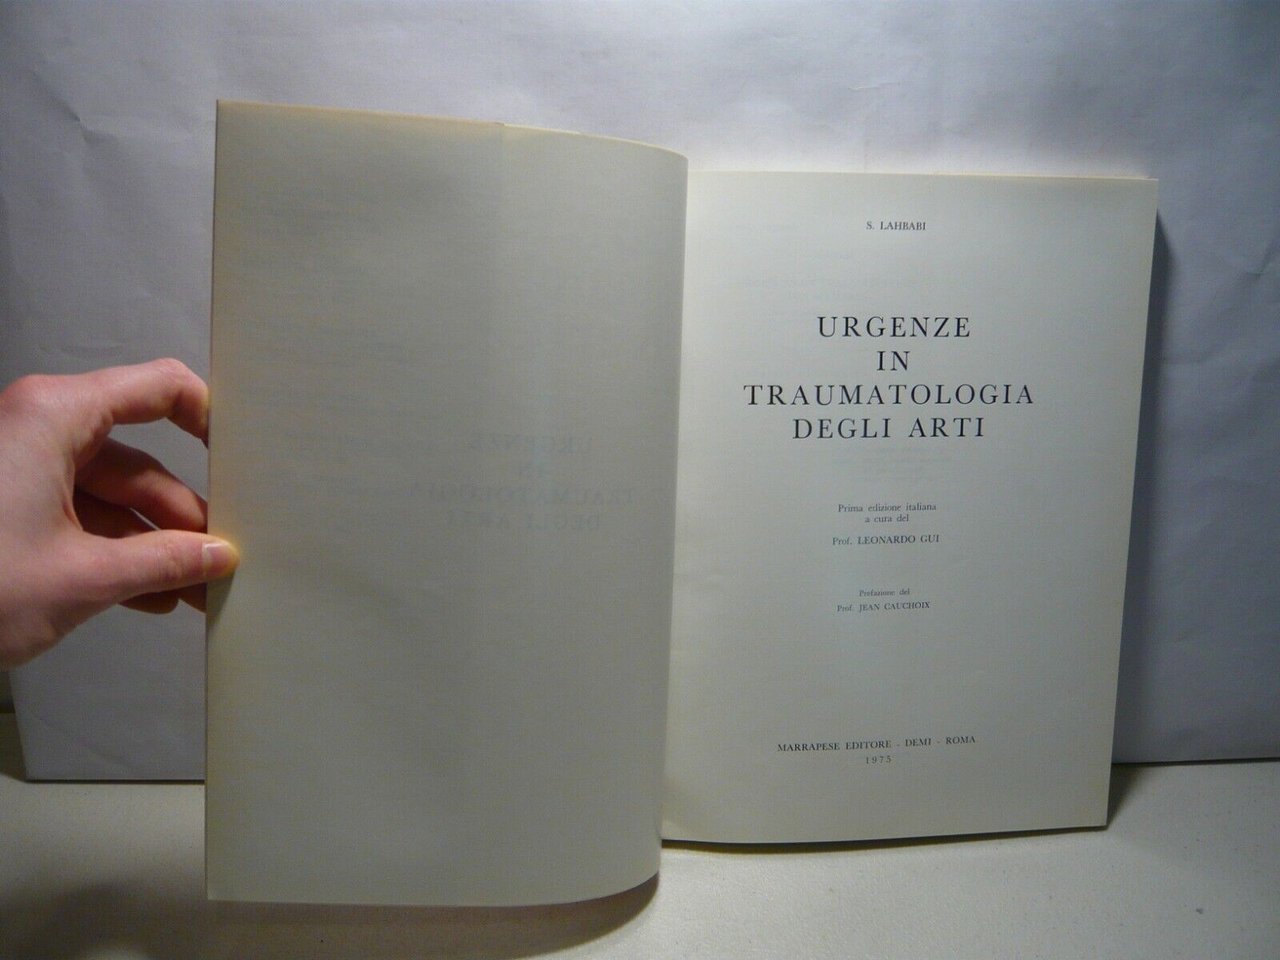 S. LAHBABI
URGENZE
IN
TRAUMATOLOGIA
DEGLI ARTI
Prima edizione italiana
a cura del
Prof. LEONARDO GUI
Prefazione del
Prof. JEAN CAUCHOIX
MARRAPESE EDITORE - DEMI - ROMA
1975